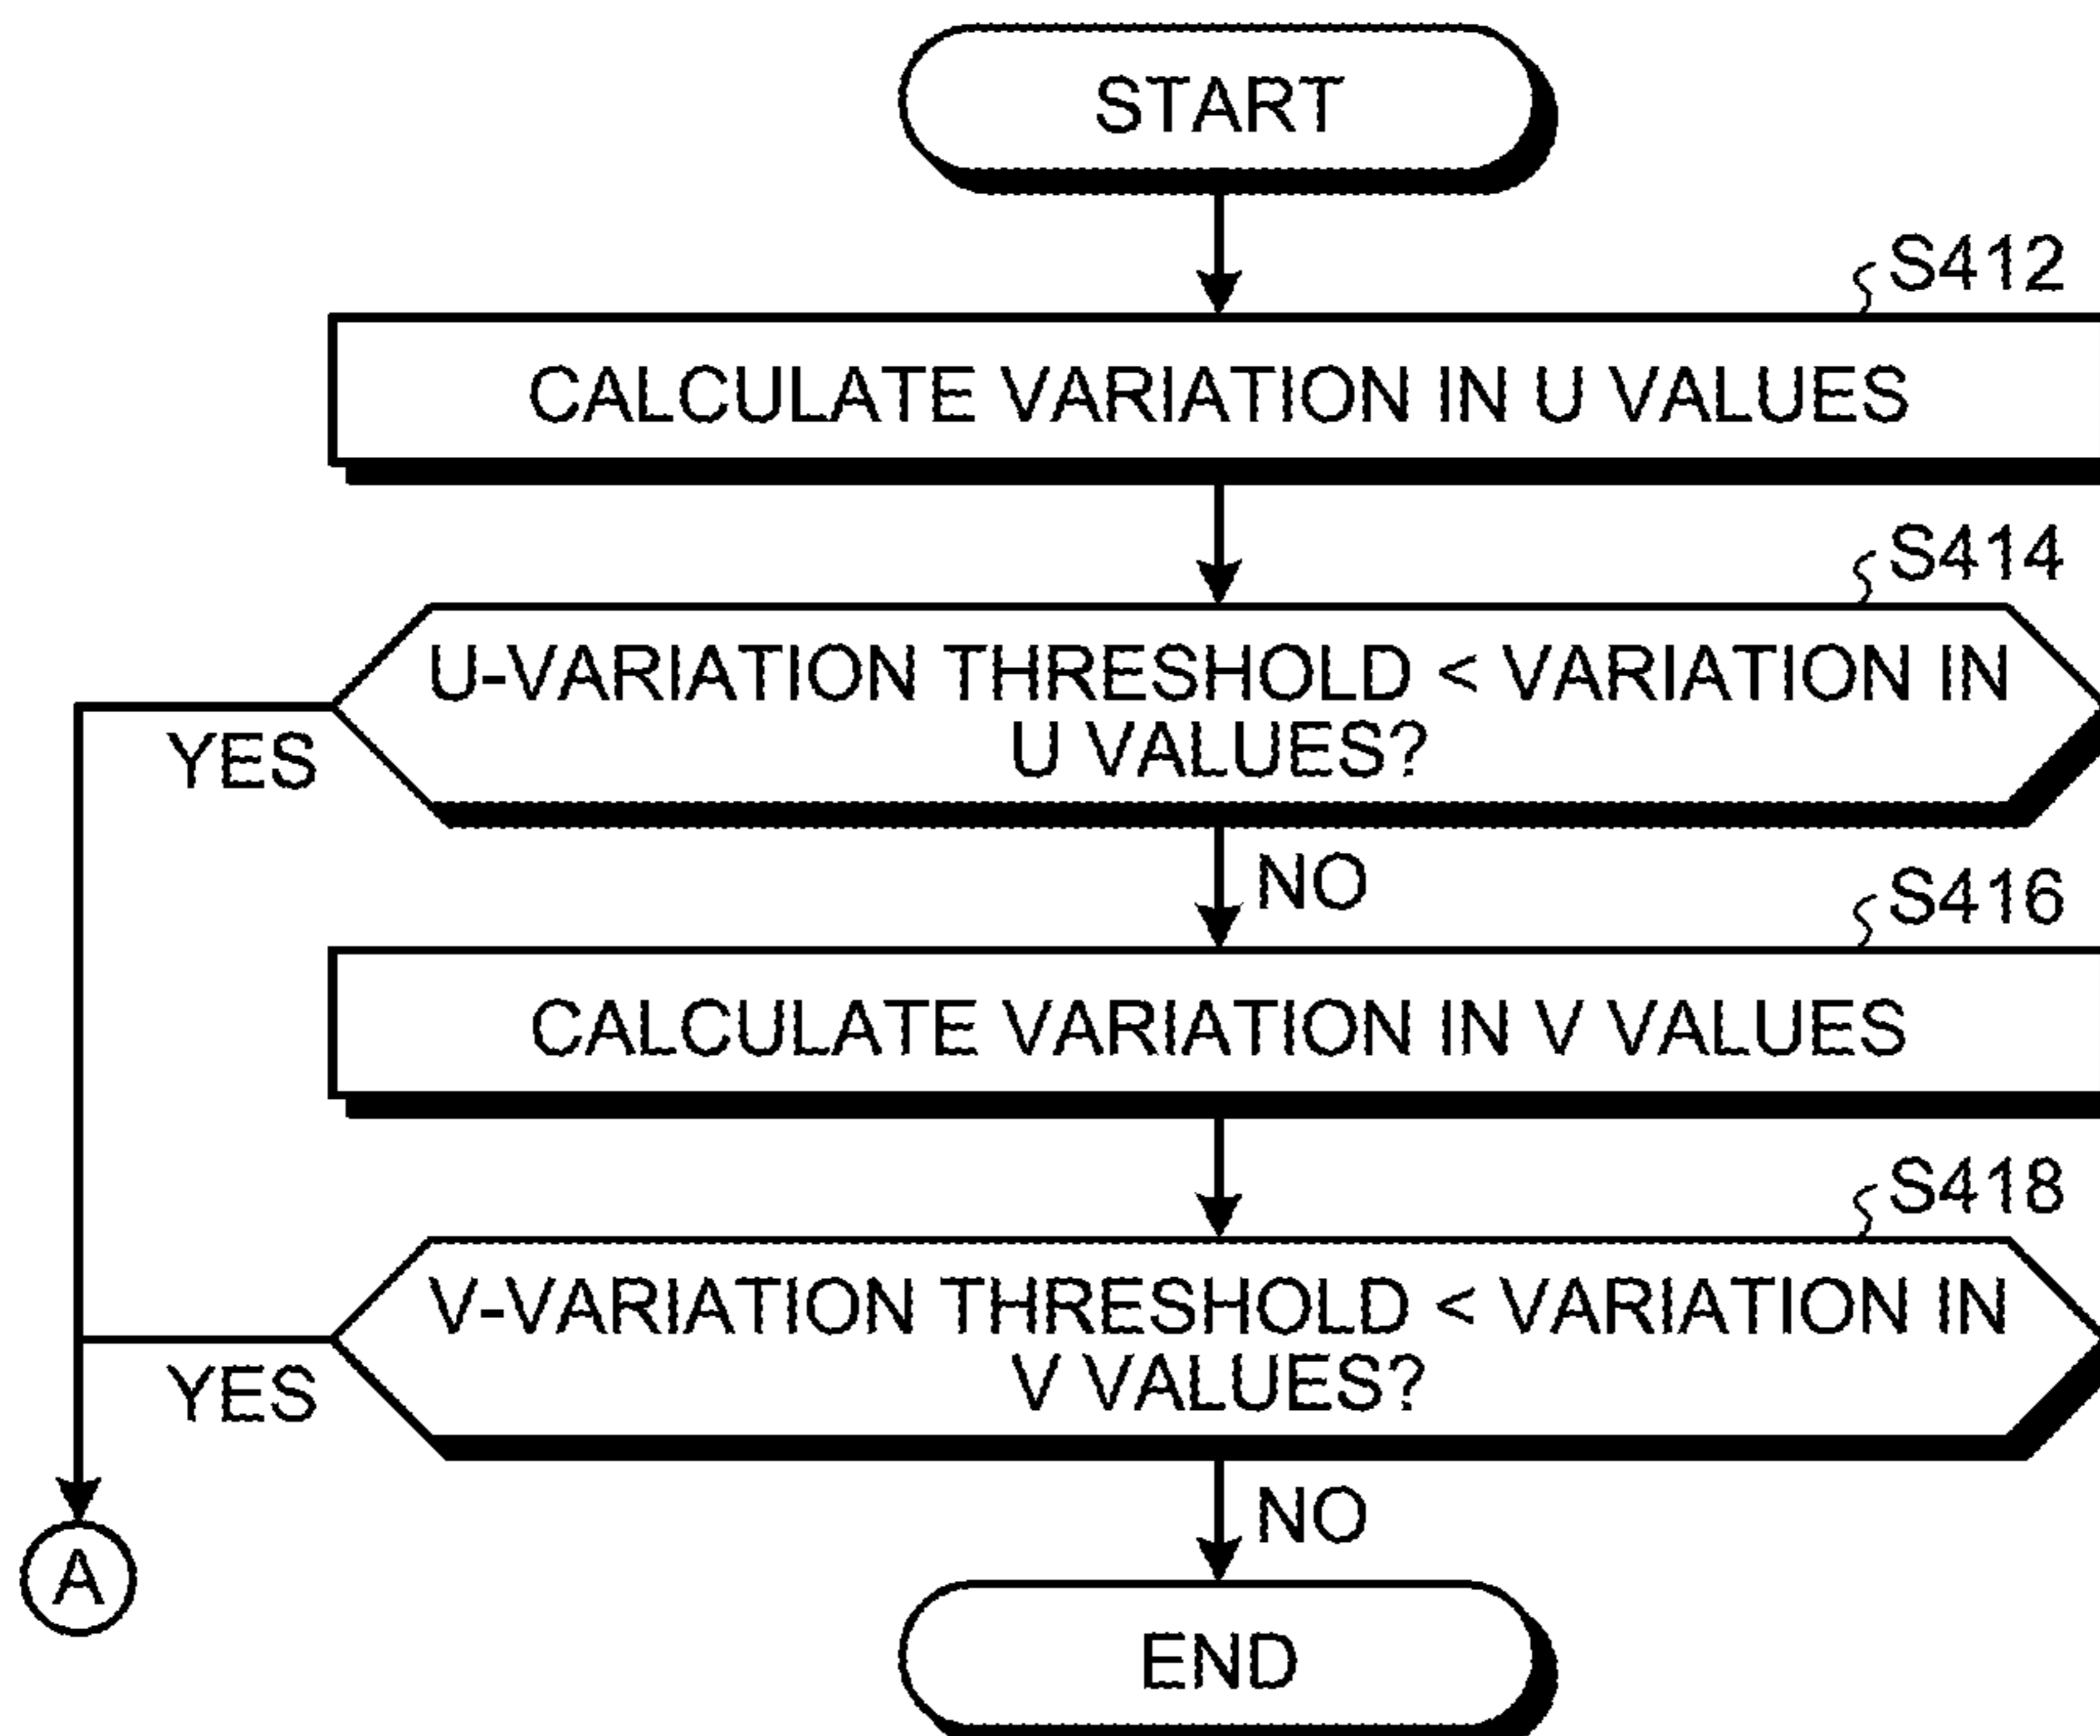 START
S412
CALCULATE VARIATION IN U VALUES
S414
U-VARIATION THRESHOLD < VARIATION IN
U VALUES?
YES
NO
S416
CALCULATE VARIATION IN V VALUES
S418
V-VARIATION THRESHOLD < VARIATION IN
V VALUES?
YES
NO
A
END